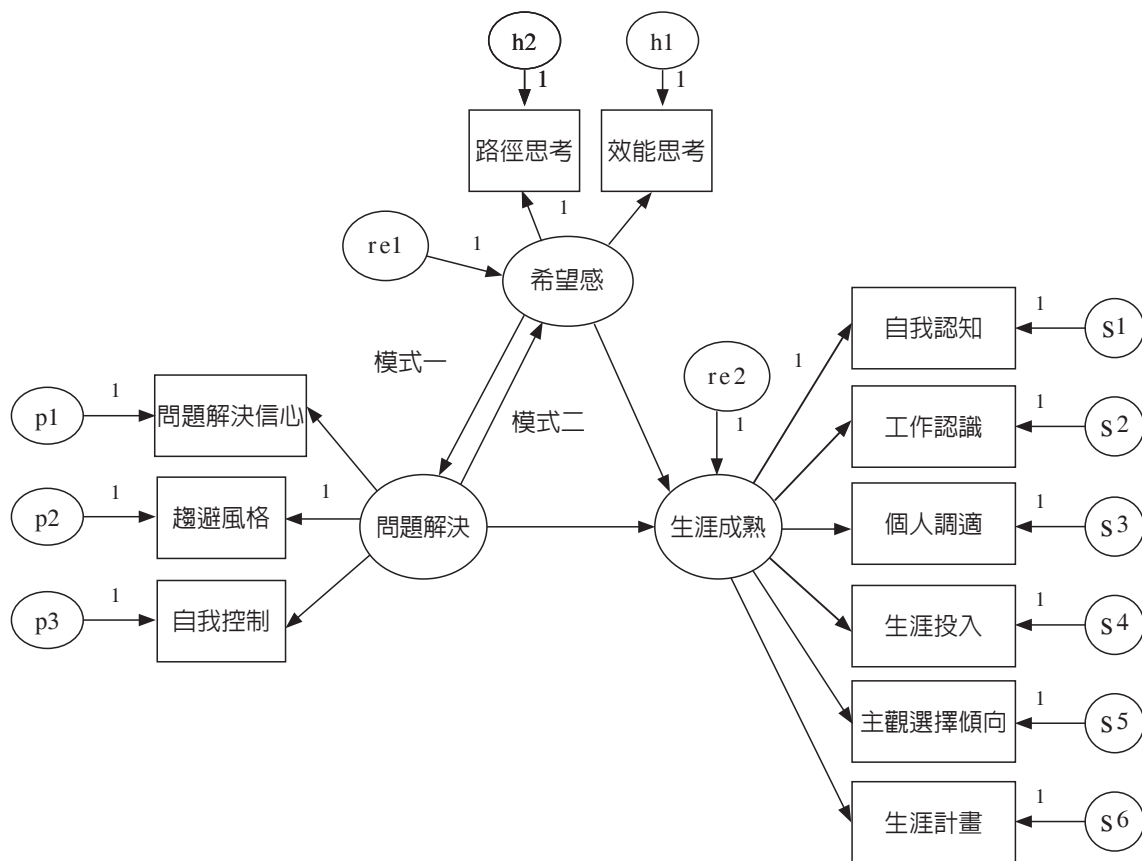 h2
h1
1
1
路徑思考
效能思考
1
re1
1
希望感
模式一
模式二
re2
1
p1
1
問題解決信心
p2
1
趨避風格
1
p3
1
自我控制
問題解決
生涯成熟
1
自我認知
1
s1
工作認識
1
s2
個人調適
1
s3
生涯投入
1
s4
主觀選擇傾向
1
s5
生涯計畫
1
s6